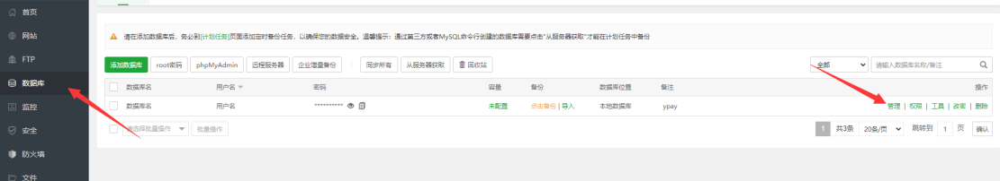 首页
网站
FTP
数据库
监控
安全
防火墙
文件
请在添加数据库后，务必到[计划任务]页面添加定时备份任务，以确保您的数据安全。温馨提示：通过第三方或者MySQL命令行创建的数据库需要点击"从服务器获取"才能在计划任务中备份
添加数据库 root密码 phpMyAdmin 远程服务器 企业增量备份 同步所有 从服务器获取 回收站 全部 请输入数据库名称/备注
数据库名 用户名 密码 容量 备份 数据库位置 备注 操作
数据库名 用户名 ********** 未配置 点击备份 | 导入 本地数据库 ypay 管理 | 权限 | 工具 | 改密 | 删除
请选择批量操作 批量操作 1 共3条 20条/页 跳转到 1 页 确认